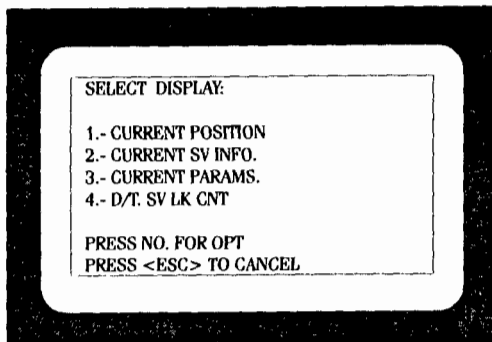 SELECT DISPLAY:
1.- CURRENT POSITION
2.- CURRENT SV INFO.
3.- CURRENT PARAMS.
4.- D/T. SV LK CNT
PRESS NO. FOR OPT
PRESS <ESC> TO CANCEL